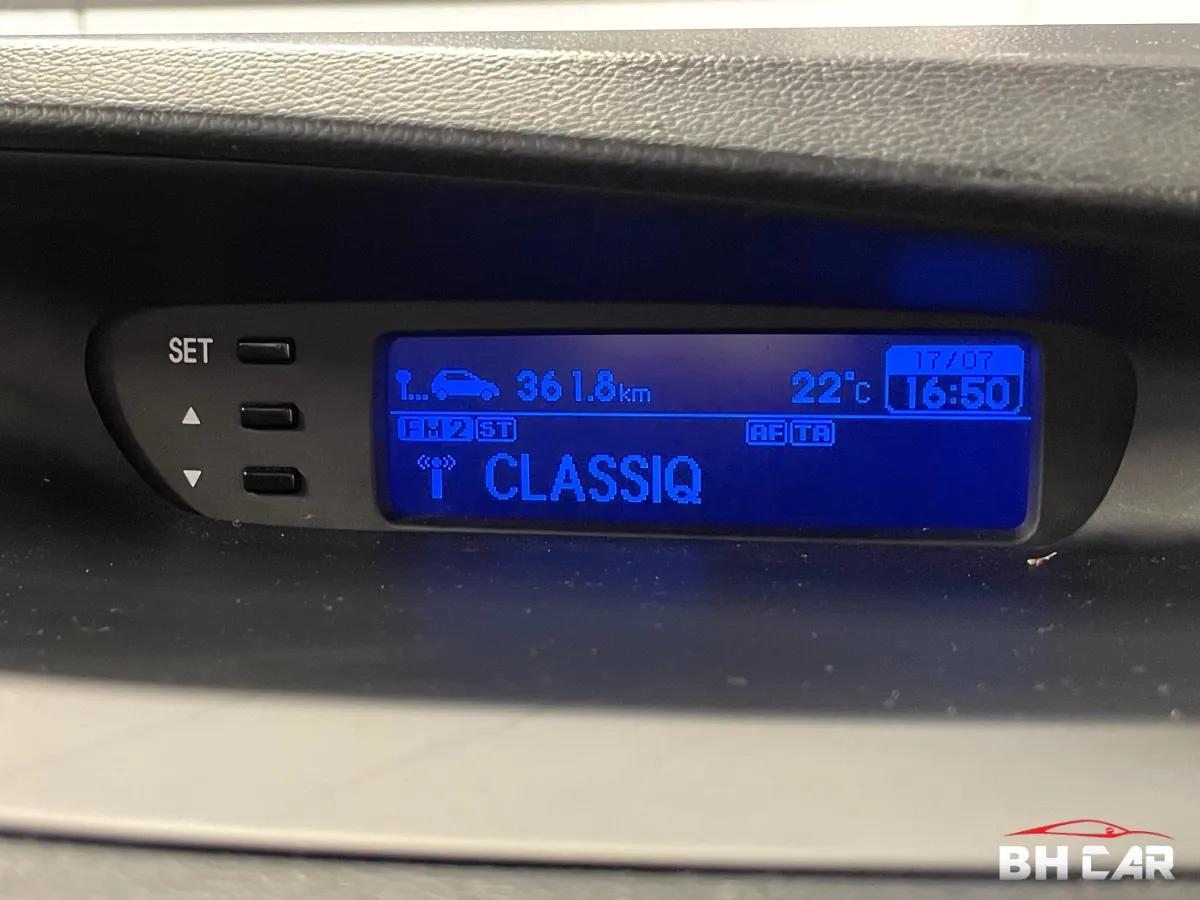 SET
361.8km 22°C 17/07 16:50
FM2 ST AF TA
CLASSIQ
BH CAR